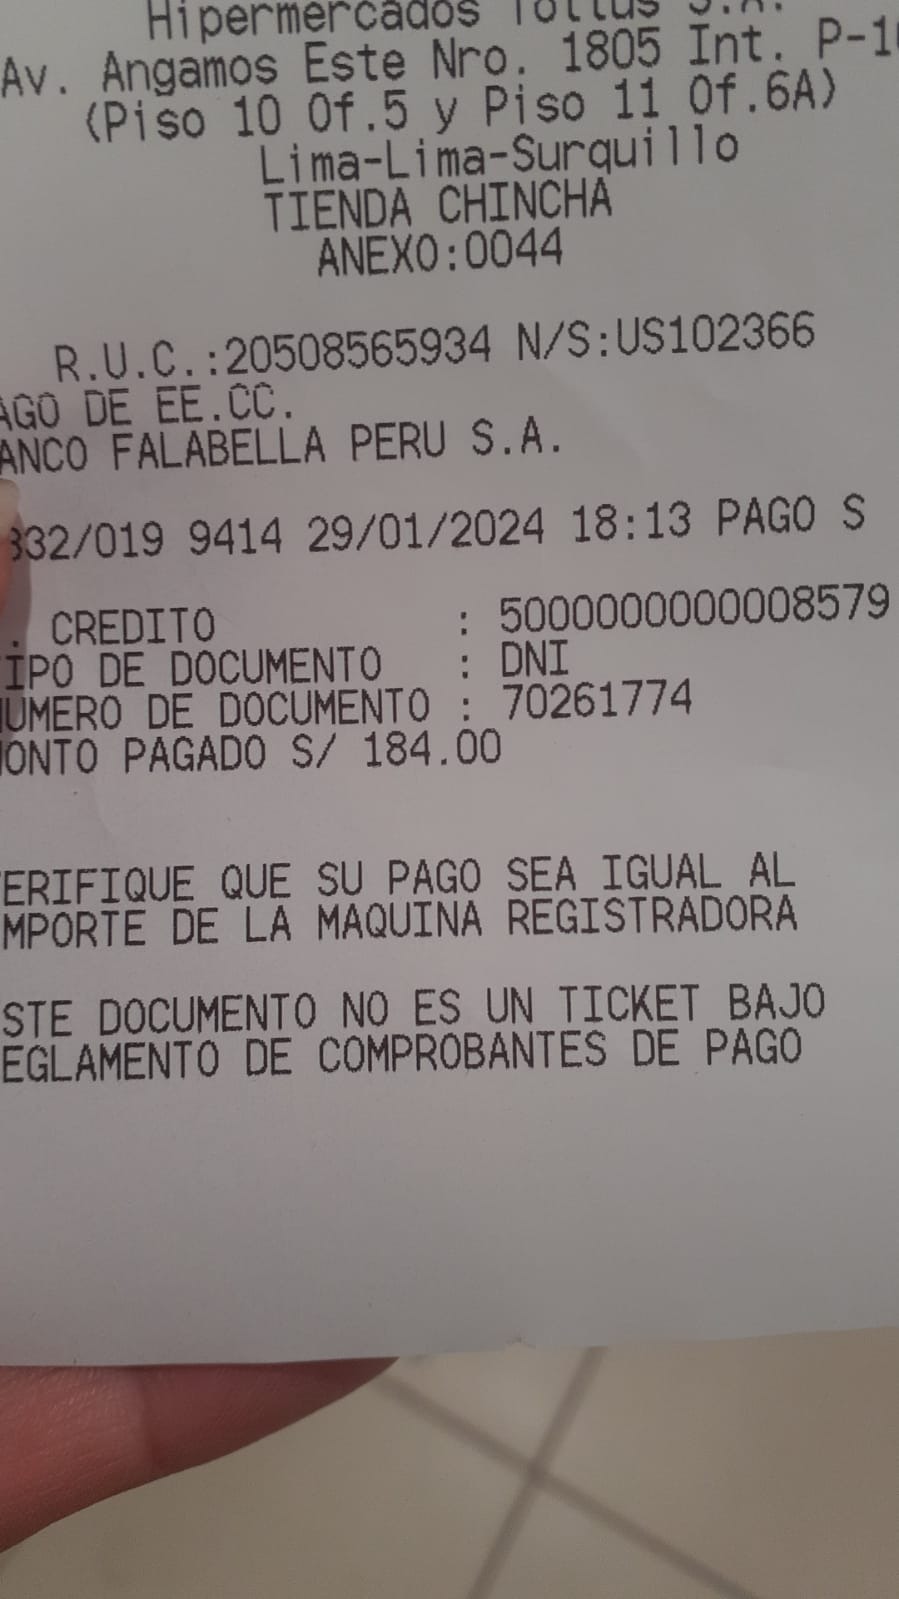 Hipermercados Tottus S.A.
Av. Angamos Este Nro. 1805 Int. P-10
(Piso 10 Of.5 y Piso 11 Of.6A)
Lima-Lima-Surquillo
TIENDA CHINCHA
ANEXO:0044
R.U.C.:20508565934 N/S:US102366
AGO DE EE.CC.
ANCO FALABELLA PERU S.A.
332/019 9414 29/01/2024 18:13 PAGO S
. CREDITO : 5000000000008579
IPO DE DOCUMENTO : DNI
NUMERO DE DOCUMENTO : 70261774
MONTO PAGADO S/ 184.00
VERIFIQUE QUE SU PAGO SEA IGUAL AL
MPORTE DE LA MAQUINA REGISTRADORA
STE DOCUMENTO NO ES UN TICKET BAJO
EGLAMENTO DE COMPROBANTES DE PAGO